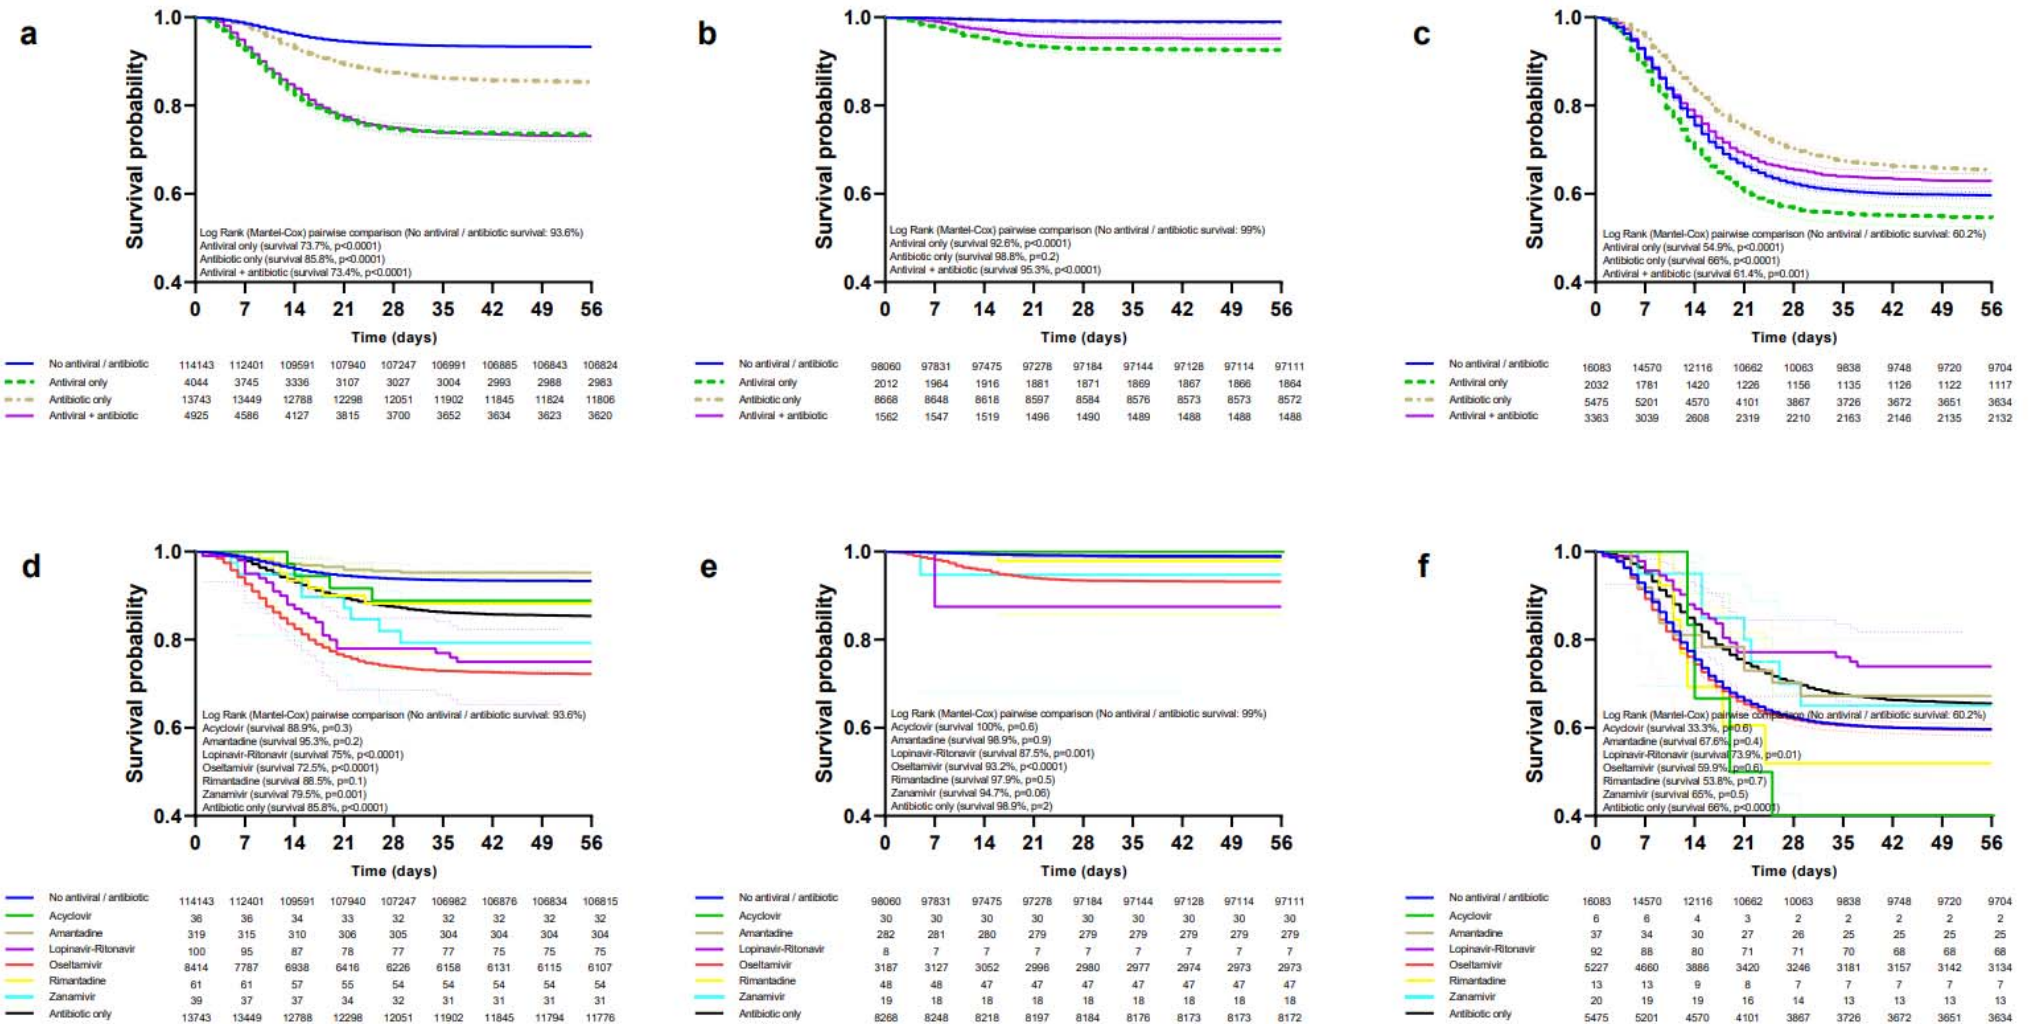 a
Survival probability
1.0
0.8
0.6
0.4
Log Rank (Mantel-Cox) pairwise comparison (No antiviral / antibiotic survival: 93.6%)
Antiviral only (survival 73.7%, p<0.0001)
Antibiotic only (survival 85.8%, p<0.0001)
Antiviral + antibiotic (survival 73.4%, p<0.0001)
0 7 14 21 28 35 42 49 56
Time (days)
No antiviral / antibiotic 114143 112401 109591 107940 107247 106991 106885 106843 106824
Antiviral only 4044 3745 3336 3107 3027 3004 2993 2988 2983
Antibiotic only 13743 13449 12788 12298 12051 11902 11845 11824 11806
Antiviral + antibiotic 4925 4586 4127 3815 3700 3652 3634 3623 3620
b
Survival probability
1.0
0.8
0.6
0.4
Log Rank (Mantel-Cox) pairwise comparison (No antiviral / antibiotic survival: 99%)
Antiviral only (survival 92.6%, p<0.0001)
Antibiotic only (survival 98.8%, p=0.2)
Antiviral + antibiotic (survival 95.3%, p<0.0001)
0 7 14 21 28 35 42 49 56
Time (days)
No antiviral / antibiotic 98060 97831 97475 97278 97184 97144 97128 97114 97111
Antiviral only 2012 1964 1916 1881 1871 1869 1867 1866 1864
Antibiotic only 8668 8648 8618 8597 8584 8576 8573 8573 8572
Antiviral + antibiotic 1562 1547 1519 1496 1490 1489 1488 1488 1488
c
Survival probability
1.0
0.8
0.6
0.4
Log Rank (Mantel-Cox) pairwise comparison (No antiviral / antibiotic survival: 60.2%)
Antiviral only (survival 54.9%, p<0.0001)
Antibiotic only (survival 66%, p<0.0001)
Antiviral + antibiotic (survival 61.4%, p=0.001)
0 7 14 21 28 35 42 49 56
Time (days)
No antiviral / antibiotic 16083 14570 12116 10662 10063 9838 9748 9720 9704
Antiviral only 2032 1781 1420 1226 1156 1135 1126 1122 1117
Antibiotic only 5475 5201 4570 4101 3867 3726 3672 3651 3634
Antiviral + antibiotic 3363 3039 2608 2319 2210 2163 2146 2135 2132
d
Survival probability
1.0
0.8
0.6
0.4
Log Rank (Mantel-Cox) pairwise comparison (No antiviral / antibiotic survival: 93.6%)
Acyclovir (survival 88.9%, p=0.3)
Amantadine (survival 95.3%, p=0.2)
Lopinavir-Ritonavir (survival 75%, p<0.0001)
Oseltamivir (survival 72.5%, p<0.0001)
Rimantadine (survival 88.5%, p=0.1)
Zanamivir (survival 79.5%, p=0.001)
Antibiotic only (survival 85.8%, p<0.0001)
0 7 14 21 28 35 42 49 56
Time (days)
No antiviral / antibiotic 114143 112401 109591 107940 107247 106982 106876 106834 106815
Acyclovir 36 36 34 33 32 32 32 32 32
Amantadine 319 315 310 306 305 304 304 304 304
Lopinavir-Ritonavir 100 95 87 78 77 77 75 75 75
Oseltamivir 8414 7787 6938 6416 6226 6158 6131 6115 6107
Rimantadine 61 61 57 55 54 54 54 54 54
Zanamivir 39 37 37 34 32 31 31 31 31
Antibiotic only 13743 13449 12788 12298 12051 11902 11845 11794 11776
e
Survival probability
1.0
0.8
0.6
0.4
Log Rank (Mantel-Cox) pairwise comparison (No antiviral / antibiotic survival: 99%)
Acyclovir (survival 100%, p=0.6)
Amantadine (survival 98.9%, p=0.9)
Lopinavir-Ritonavir (survival 87.5%, p=0.001)
Oseltamivir (survival 93.2%, p<0.0001)
Rimantadine (survival 97.9%, p=0.5)
Zanamivir (survival 94.7%, p=0.06)
Antibiotic only (survival 98.9%, p=2)
0 7 14 21 28 35 42 49 56
Time (days)
No antiviral / antibiotic 98060 97831 97475 97278 97184 97144 97128 97114 97111
Acyclovir 30 30 30 30 30 30 30 30 30
Amantadine 282 281 280 279 279 279 279 279 279
Lopinavir-Ritonavir 8 7 7 7 7 7 7 7 7
Oseltamivir 3187 3127 3052 2996 2980 2977 2974 2973 2973
Rimantadine 48 48 47 47 47 47 47 47 47
Zanamivir 19 18 18 18 18 18 18 18 18
Antibiotic only 8268 8248 8218 8197 8184 8176 8173 8173 8172
f
Survival probability
1.0
0.8
0.6
0.4
Log Rank (Mantel-Cox) pairwise comparison (No antiviral / antibiotic survival: 60.2%)
Acyclovir (survival 33.3%, p=0.6)
Amantadine (survival 67.6%, p=0.4)
Lopinavir-Ritonavir (survival 73.9%, p=0.01)
Oseltamivir (survival 59.9%, p=0.6)
Rimantadine (survival 53.8%, p=0.7)
Zanamivir (survival 65%, p=0.5)
Antibiotic only (survival 66%, p<0.0001)
0 7 14 21 28 35 42 49 56
Time (days)
No antiviral / antibiotic 16083 14570 12116 10662 10063 9838 9748 9720 9704
Acyclovir 6 6 4 3 2 2 2 2 2
Amantadine 37 34 30 27 26 25 25 25 25
Lopinavir-Ritonavir 92 88 80 71 71 70 68 68 68
Oseltamivir 5227 4660 3886 3420 3246 3181 3157 3142 3134
Rimantadine 13 13 9 8 7 7 7 7 7
Zanamivir 20 19 19 16 14 13 13 13 13
Antibiotic only 5475 5201 4570 4101 3867 3726 3672 3651 3634